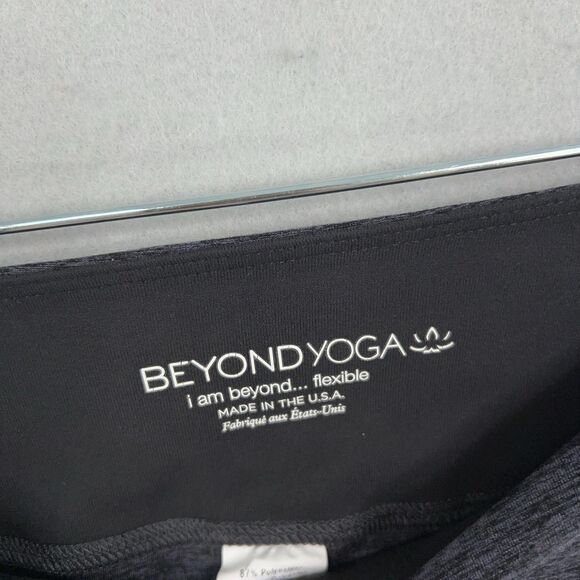 BEYOND YOGA
i am beyond... flexible
MADE IN THE U.S.A.
Fabriqué aux États-Unis